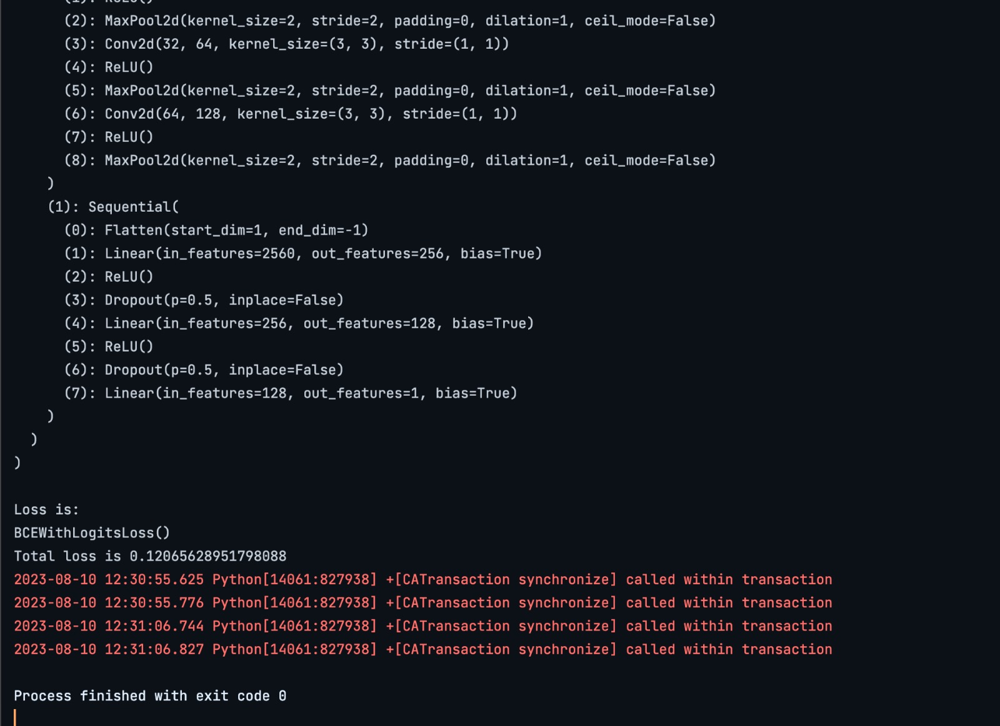 (1): ReLU()
(2): MaxPool2d(kernel_size=2, stride=2, padding=0, dilation=1, ceil_mode=False)
(3): Conv2d(32, 64, kernel_size=(3, 3), stride=(1, 1))
(4): ReLU()
(5): MaxPool2d(kernel_size=2, stride=2, padding=0, dilation=1, ceil_mode=False)
(6): Conv2d(64, 128, kernel_size=(3, 3), stride=(1, 1))
(7): ReLU()
(8): MaxPool2d(kernel_size=2, stride=2, padding=0, dilation=1, ceil_mode=False)
)
(1): Sequential(
(0): Flatten(start_dim=1, end_dim=-1)
(1): Linear(in_features=2560, out_features=256, bias=True)
(2): ReLU()
(3): Dropout(p=0.5, inplace=False)
(4): Linear(in_features=256, out_features=128, bias=True)
(5): ReLU()
(6): Dropout(p=0.5, inplace=False)
(7): Linear(in_features=128, out_features=1, bias=True)
)
)
)
Loss is:
BCEWithLogitsLoss()
Total loss is 0.12065628951798088
2023-08-10 12:30:55.625 Python[14061:827938] +[CATransaction synchronize] called within transaction
2023-08-10 12:30:55.776 Python[14061:827938] +[CATransaction synchronize] called within transaction
2023-08-10 12:31:06.744 Python[14061:827938] +[CATransaction synchronize] called within transaction
2023-08-10 12:31:06.827 Python[14061:827938] +[CATransaction synchronize] called within transaction
Process finished with exit code 0